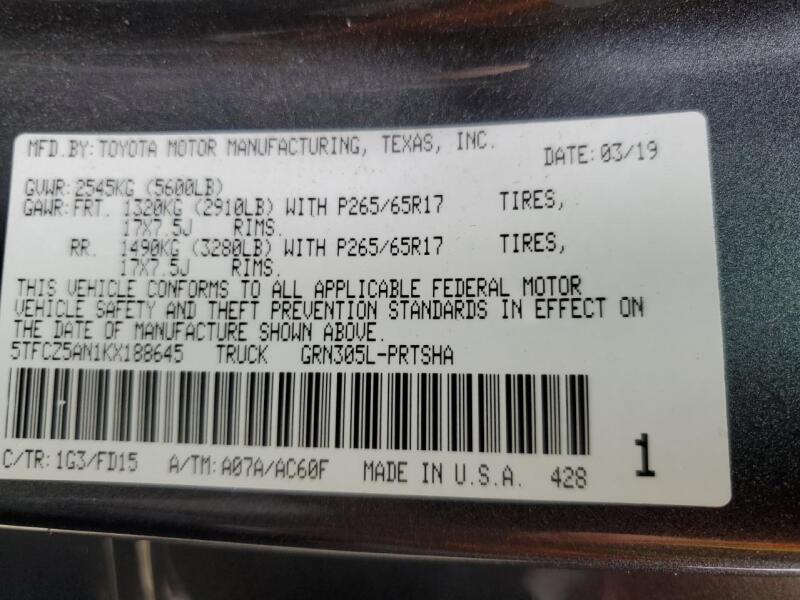 MFD.BY: TOYOTA MOTOR MANUFACTURING, TEXAS, INC. DATE: 03/19
GVWR: 2545KG (5600LB)
GAWR: FRT. 1320KG (2910LB) WITH P265/65R17 TIRES,
17X7.5J RIMS.
RR. 1490KG (3280LB) WITH P265/65R17 TIRES,
17X7.5J RIMS.
THIS VEHICLE CONFORMS TO ALL APPLICABLE FEDERAL MOTOR
VEHICLE SAFETY AND THEFT PREVENTION STANDARDS IN EFFECT ON
THE DATE OF MANUFACTURE SHOWN ABOVE.
5TFCZ5AN1KX188645 TRUCK GRN305L-PRTSHA
C/TR: 1G3/FD15 A/TM: A07A/AC60F MADE IN U.S.A. 428 1